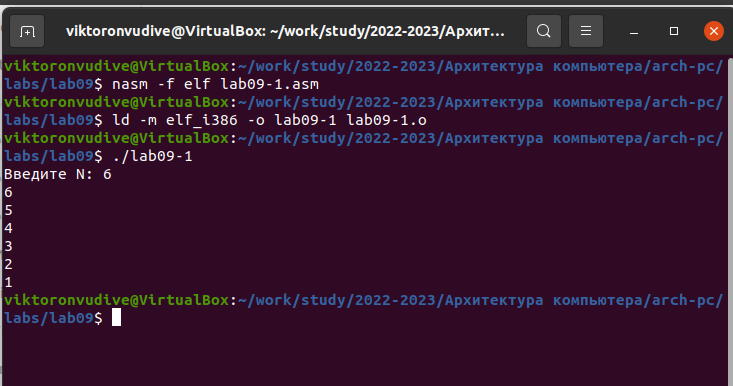 viktoronvudive@VirtualBox: ~/work/study/2022-2023/Архит…
viktoronvudive@VirtualBox:~/work/study/2022-2023/Архитектура компьютера/arch-pc/
labs/lab09$ nasm -f elf lab09-1.asm
viktoronvudive@VirtualBox:~/work/study/2022-2023/Архитектура компьютера/arch-pc/
labs/lab09$ ld -m elf_i386 -o lab09-1 lab09-1.o
viktoronvudive@VirtualBox:~/work/study/2022-2023/Архитектура компьютера/arch-pc/
labs/lab09$ ./lab09-1
Введите N: 6
6
5
4
3
2
1
viktoronvudive@VirtualBox:~/work/study/2022-2023/Архитектура компьютера/arch-pc/
labs/lab09$